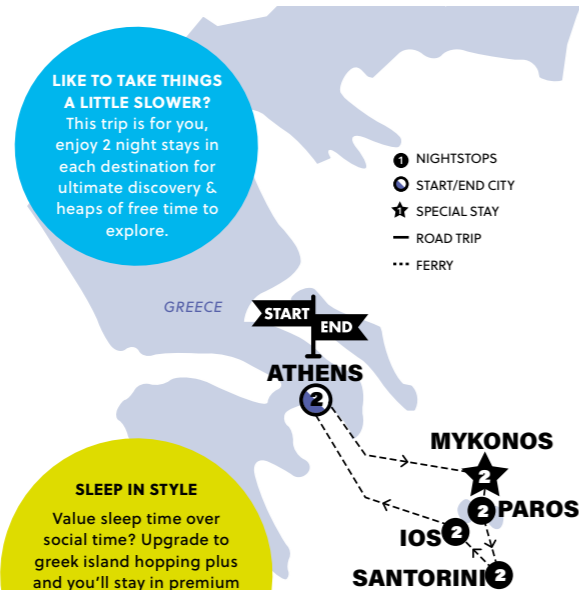 LIKE TO TAKE THINGS
A LITTLE SLOWER?
This trip is for you,
enjoy 2 night stays in
each destination for
ultimate discovery &
heaps of free time to
explore.
1 NIGHTSTOPS
START/END CITY
1 SPECIAL STAY
ROAD TRIP
FERRY
GREECE
START
END
ATHENS
2
MYKONOS
2
2 PAROS
IOS 2
SANTORINI 2
SLEEP IN STYLE
Value sleep time over
social time? Upgrade to
greek island hopping plus
and you'll stay in premium